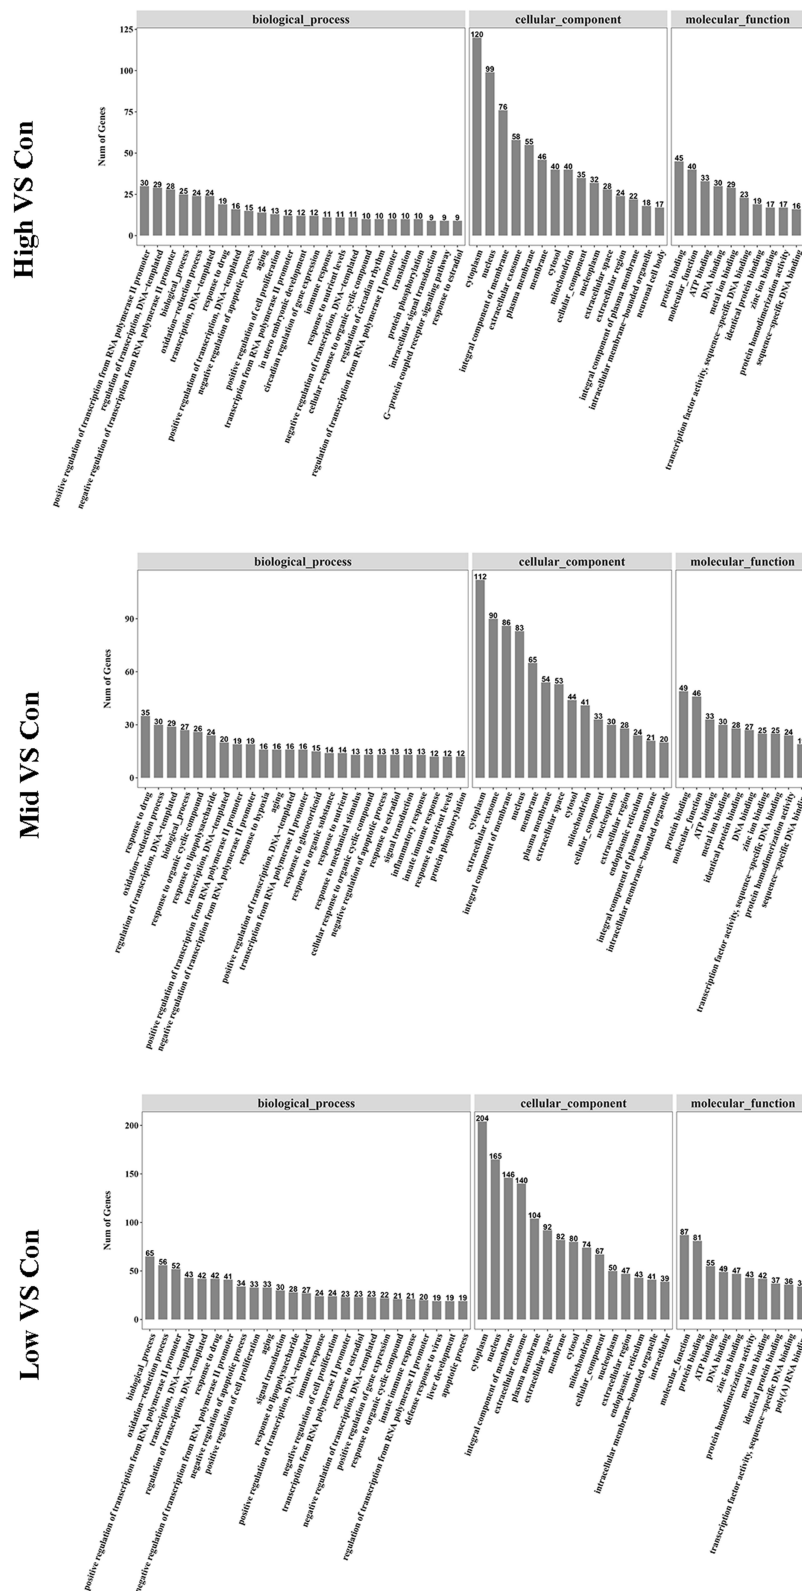 High VS Con
biological_process
cellular_component
molecular_function
Num of Genes
125
100
75
50
25
0
30
29
28
25
24
24
19
16
15
14
13
12
12
12
11
11
11
10
10
10
10
10
9
9
9
120
99
76
58
55
46
40
40
35
32
28
24
22
18
17
45
40
33
30
29
23
19
17
17
16
positive regulation of transcription from RNA polymerase II promoter
regulation of transcription, DNA−templated
negative regulation of transcription from RNA polymerase II promoter
biological_process
oxidation−reduction process
transcription, DNA−templated
response to drug
positive regulation of transcription, DNA−templated
negative regulation of apoptotic process
aging
positive regulation of cell proliferation
transcription from RNA polymerase II promoter
in utero embryonic development
circadian regulation of gene expression
immune response
response to nutrient levels
negative regulation of transcription, DNA−templated
cellular response to organic cyclic compound
regulation of circadian rhythm
regulation of transcription from RNA polymerase II promoter
translation
protein phosphorylation
intracellular signal transduction
G−protein coupled receptor signaling pathway
response to estradiol
cytoplasm
nucleus
integral component of membrane
extracellular exosome
plasma membrane
membrane
cytosol
mitochondrion
cellular_component
nucleoplasm
extracellular space
extracellular region
integral component of plasma membrane
intracellular membrane−bounded organelle
neuronal cell body
protein binding
molecular_function
ATP binding
DNA binding
metal ion binding
transcription factor activity, sequence−specific DNA binding
identical protein binding
zinc ion binding
protein homodimerization activity
sequence−specific DNA binding
Mid VS Con
biological_process
cellular_component
molecular_function
Num of Genes
90
60
30
0
35
30
29
27
26
24
20
19
19
16
16
16
16
15
14
14
13
13
13
13
13
13
12
12
12
112
90
86
83
65
54
53
44
41
33
30
28
24
21
20
49
46
33
30
28
27
25
25
24
response to drug
oxidation−reduction process
regulation of transcription, DNA−templated
biological_process
response to organic cyclic compound
response to lipopolysaccharide
transcription, DNA−templated
positive regulation of transcription from RNA polymerase II promoter
negative regulation of transcription from RNA polymerase II promoter
response to hypoxia
aging
positive regulation of transcription, DNA−templated
transcription from RNA polymerase II promoter
response to glucocorticoid
response to organic substance
response to nutrient
response to mechanical stimulus
cellular response to organic cyclic compound
negative regulation of apoptotic process
response to estradiol
signal transduction
inflammatory response
innate immune response
response to nutrient levels
protein phosphorylation
cytoplasm
extracellular exosome
integral component of membrane
nucleus
membrane
plasma membrane
extracellular space
cytosol
mitochondrion
cellular_component
nucleoplasm
extracellular region
endoplasmic reticulum
integral component of plasma membrane
intracellular membrane−bounded organelle
protein binding
molecular_function
ATP binding
metal ion binding
identical protein binding
DNA binding
zinc ion binding
transcription factor activity, sequence−specific DNA binding
protein homodimerization activity
sequence−specific DNA binding
Low VS Con
biological_process
cellular_component
molecular_function
Num of Genes
200
150
100
50
0
65
56
52
43
42
42
41
34
33
33
30
28
27
24
24
23
23
23
22
21
21
20
19
19
19
204
165
146
140
104
92
82
80
74
67
50
47
43
41
39
87
81
55
49
47
43
42
37
36
biological_process
oxidation−reduction process
positive regulation of transcription from RNA polymerase II promoter
transcription, DNA−templated
regulation of transcription, DNA−templated
response to drug
negative regulation of transcription from RNA polymerase II promoter
negative regulation of apoptotic process
positive regulation of cell proliferation
aging
signal transduction
response to lipopolysaccharide
positive regulation of transcription, DNA−templated
immune response
negative regulation of cell proliferation
transcription from RNA polymerase II promoter
response to estradiol
negative regulation of transcription, DNA−templated
positive regulation of gene expression
response to organic cyclic compound
innate immune response
regulation of transcription from RNA polymerase II promoter
defense response to virus
liver development
apoptotic process
cytoplasm
nucleus
integral component of membrane
extracellular exosome
plasma membrane
extracellular space
membrane
cytosol
mitochondrion
cellular_component
nucleoplasm
extracellular region
endoplasmic reticulum
intracellular membrane−bounded organelle
intracellular
molecular_function
protein binding
ATP binding
DNA binding
zinc ion binding
protein homodimerization activity
metal ion binding
identical protein binding
transcription factor activity, sequence−specific DNA binding
poly(A) RNA binding